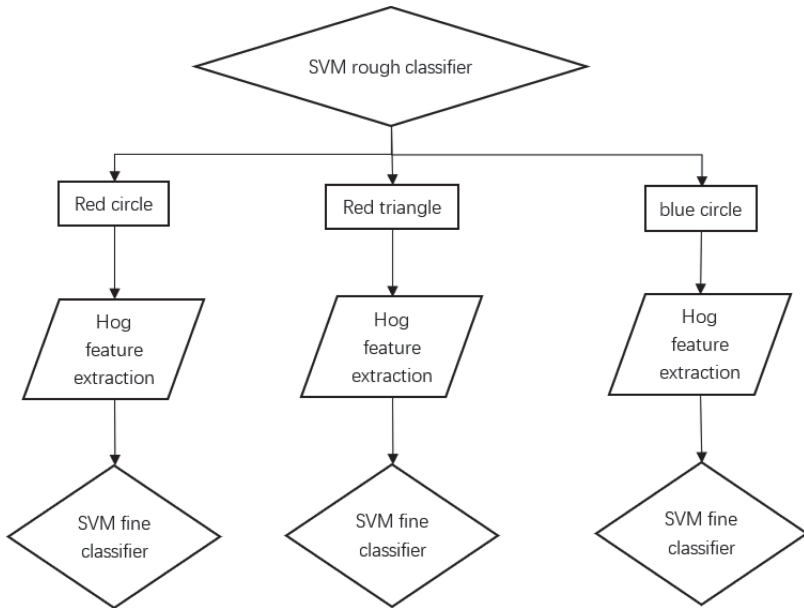 SVM rough classifier
Red circle
Red triangle
blue circle
Hog
feature
extraction
Hog
feature
extraction
Hog
feature
extraction
SVM fine
classifier
SVM fine
classifier
SVM fine
classifier